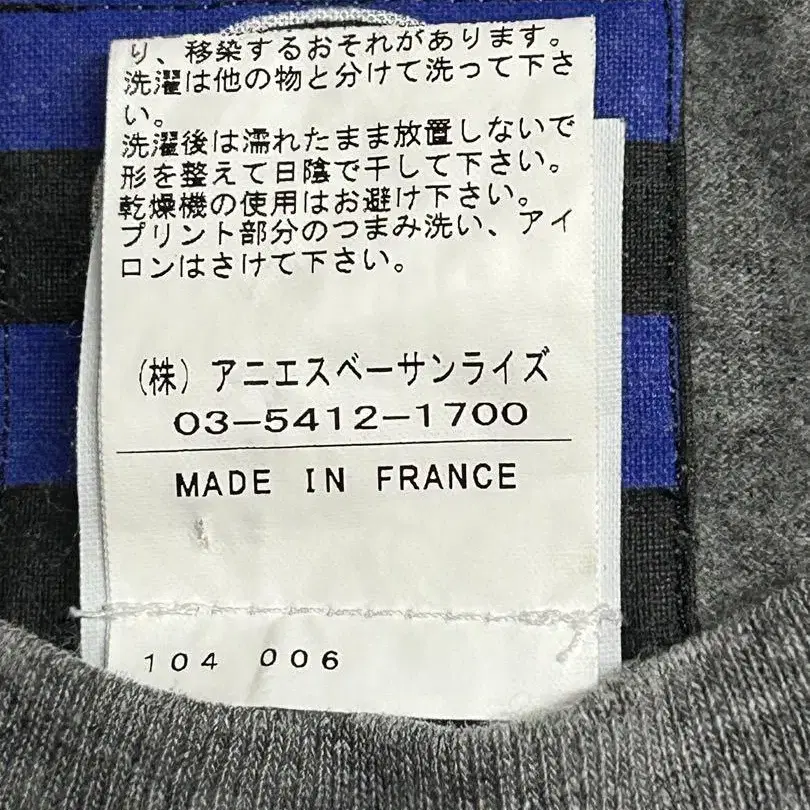 り、移染するおそれがあります。
洗濯は他の物と分けて洗って下さ
い。
洗濯後は濡れたまま放置しないで
形を整えて日陰で干して下さい。
乾燥機の使用はお避け下さい。
プリント部分のつまみ洗い、アイ
ロンはさけて下さい。
(株) アニエスベーサンライズ
03-5412-1700
MADE IN FRANCE
104 006